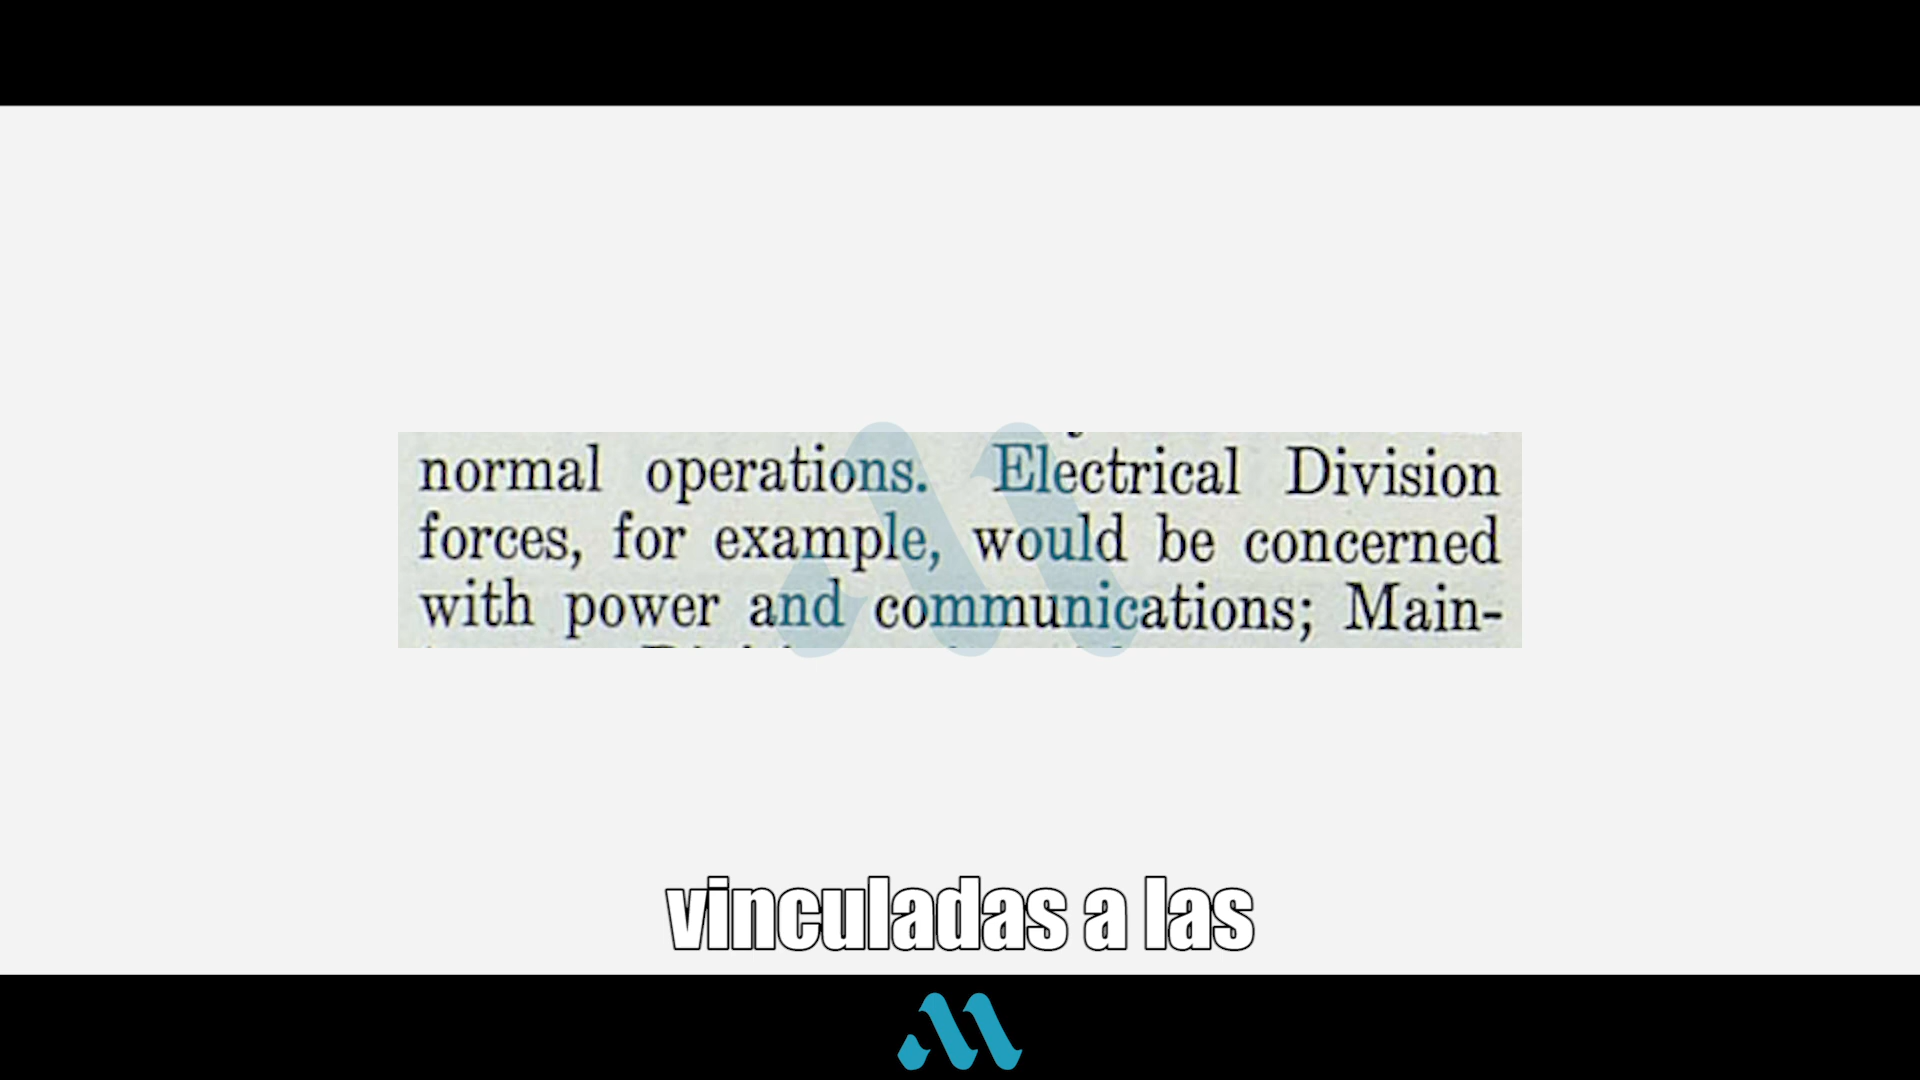 normal operations. Electrical Division
forces, for example, would be concerned
with power and communications; Main-
vinculadas a las